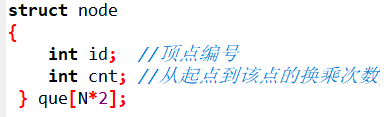 struct node
{
int id; //顶点编号
int cnt; //从起点到该点的换乘次数
} que[N*2];